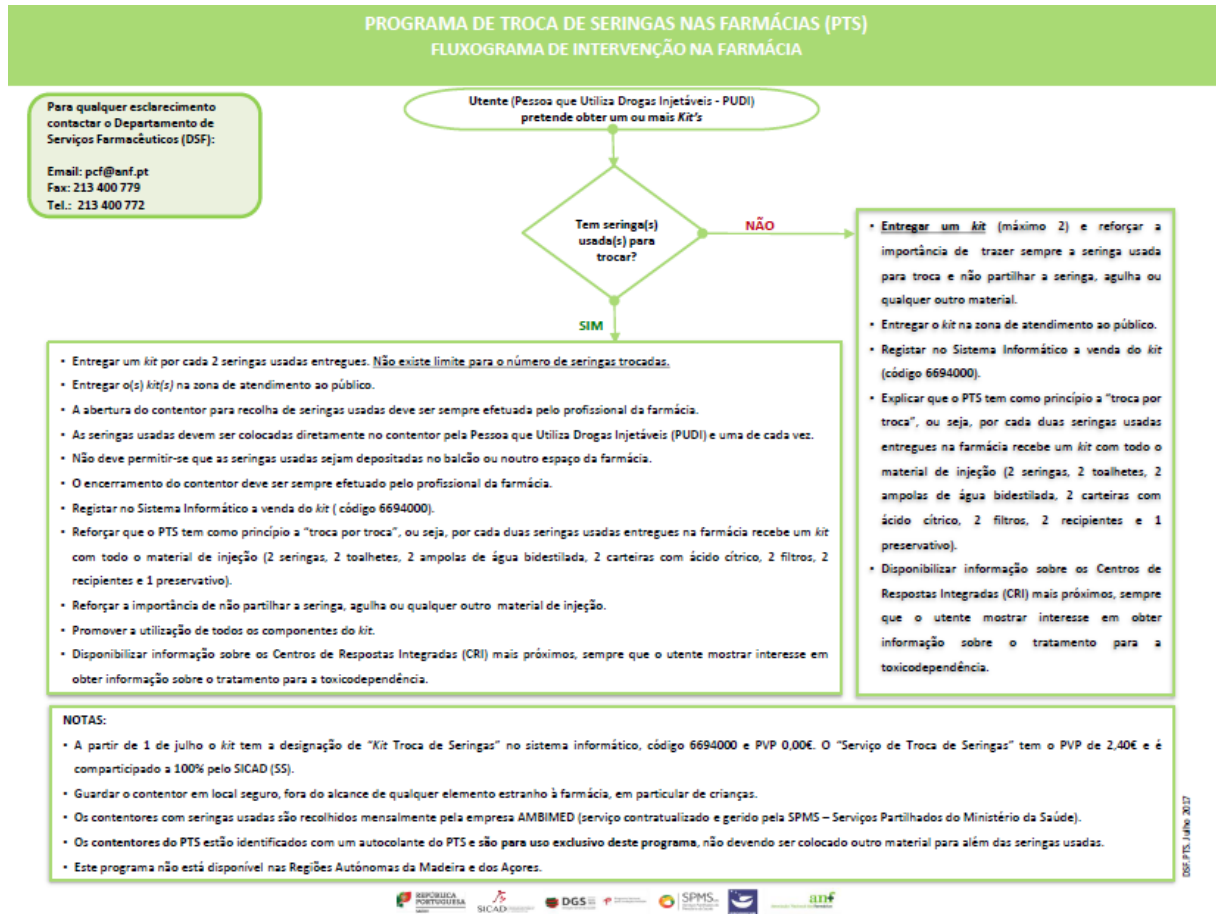 PROGRAMA DE TROCA DE SERINGAS NAS FARMÁCIAS (PTS)
FLUXOGRAMA DE INTERVENÇÃO NA FARMÁCIA
Para qualquer esclarecimento
contactar o Departamento de
Serviços Farmacêuticos (DSF):
Email: pcf@anf.pt
Fax: 213 400 779
Tel.: 213 400 772
Utente (Pessoa que Utiliza Drogas Injetáveis - PUDI)
pretende obter um ou mais Kit's
Tem seringa(s)
usada(s) para
trocar?
NÃO
SIM
• Entregar um kit (máximo 2) e reforçar a
importância de trazer sempre a seringa usada
para troca e não partilhar a seringa, agulha ou
qualquer outro material.
• Entregar o kit na zona de atendimento ao público.
• Registar no Sistema Informático a venda do kit
(código 6694000).
• Explicar que o PTS tem como princípio a "troca por
troca", ou seja, por cada duas seringas usadas
entregues na farmácia recebe um kit com todo o
material de injeção (2 seringas, 2 toalhetes, 2
ampolas de água bidestilada, 2 carteiras com
ácido cítrico, 2 filtros, 2 recipientes e 1
preservativo).
• Disponibilizar informação sobre os Centros de
Respostas Integradas (CRI) mais próximos, sempre
que o utente mostrar interesse em obter
informação sobre o tratamento para a
toxicodependência.
• Entregar um kit por cada 2 seringas usadas entregues. Não existe limite para o número de seringas trocadas.
• Entregar o(s) kit(s) na zona de atendimento ao público.
• A abertura do contentor para recolha de seringas usadas deve ser sempre efetuada pelo profissional da farmácia.
• As seringas usadas devem ser colocadas diretamente no contentor pela Pessoa que Utiliza Drogas Injetáveis (PUDI) e uma de cada vez.
• Não deve permitir-se que as seringas usadas sejam depositadas no balcão ou noutro espaço da farmácia.
• O encerramento do contentor deve ser sempre efetuado pelo profissional da farmácia.
• Registar no Sistema Informático a venda do kit ( código 6694000).
• Reforçar que o PTS tem como princípio a "troca por troca", ou seja, por cada duas seringas usadas entregues na farmácia recebe um kit
com todo o material de injeção (2 seringas, 2 toalhetes, 2 ampolas de água bidestilada, 2 carteiras com ácido cítrico, 2 filtros, 2
recipientes e 1 preservativo).
• Reforçar a importância de não partilhar a seringa, agulha ou qualquer outro material de injeção.
• Promover a utilização de todos os componentes do kit.
• Disponibilizar informação sobre os Centros de Respostas Integradas (CRI) mais próximos, sempre que o utente mostrar interesse em
obter informação sobre o tratamento para a toxicodependência.
NOTAS:
• A partir de 1 de julho o kit tem a designação de "Kit Troca de Seringas" no sistema informático, código 6694000 e PVP 0,00€. O "Serviço de Troca de Seringas" tem o PVP de 2,40€ e é
comparticipado a 100% pelo SICAD (SS).
• Guardar o contentor em local seguro, fora do alcance de qualquer elemento estranho à farmácia, em particular de crianças.
• Os contentores com seringas usadas são recolhidos mensalmente pela empresa AMBIMED (serviço contratualizado e gerido pela SPMS – Serviços Partilhados do Ministério da Saúde).
• Os contentores do PTS estão identificados com um autocolante do PTS e são para uso exclusivo deste programa, não devendo ser colocado outro material para além das seringas usadas.
• Este programa não está disponível nas Regiões Autónomas da Madeira e dos Açores.
DSF.PTS. Julho 2017
REPÚBLICA
PORTUGUESA
SICAD
DGS
SPMS
anf